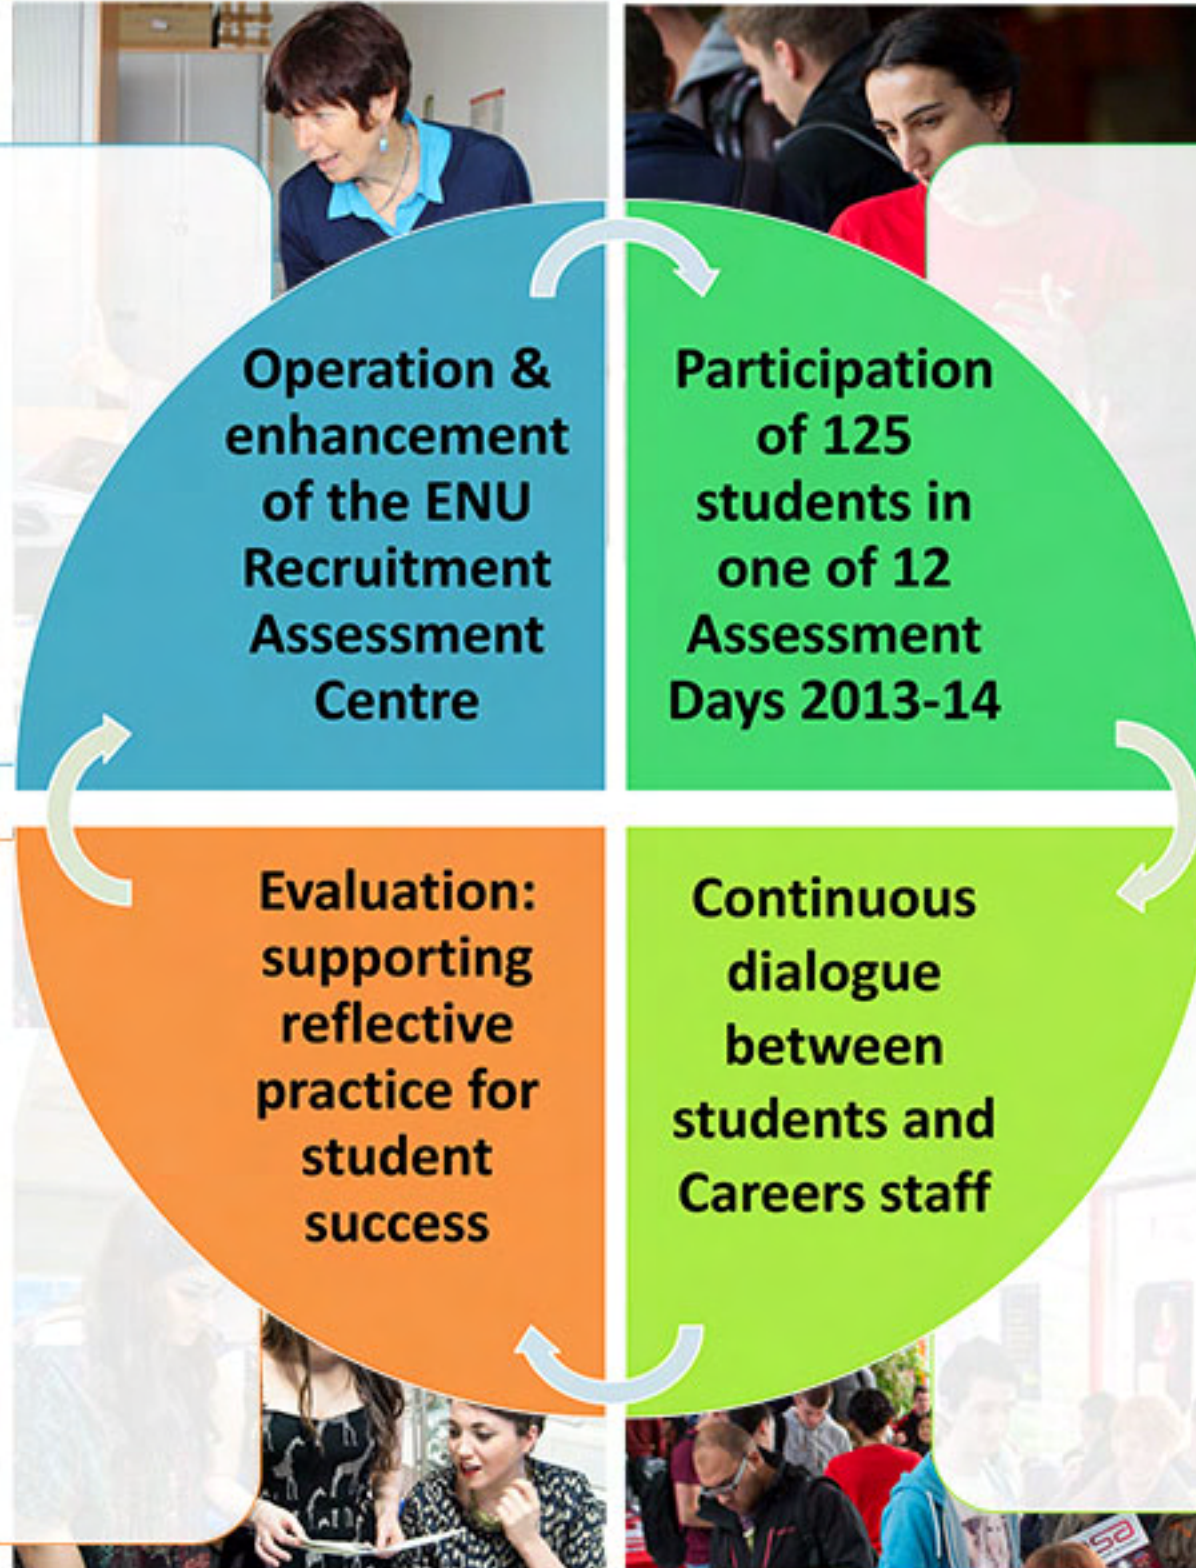 Operation &
enhancement
of the ENU
Recruitment
Assessment
Centre
Participation
of 125
students in
one of 12
Assessment
Days 2013-14
Evaluation:
supporting
reflective
practice for
student
success
Continuous
dialogue
between
students and
Careers staff
sa